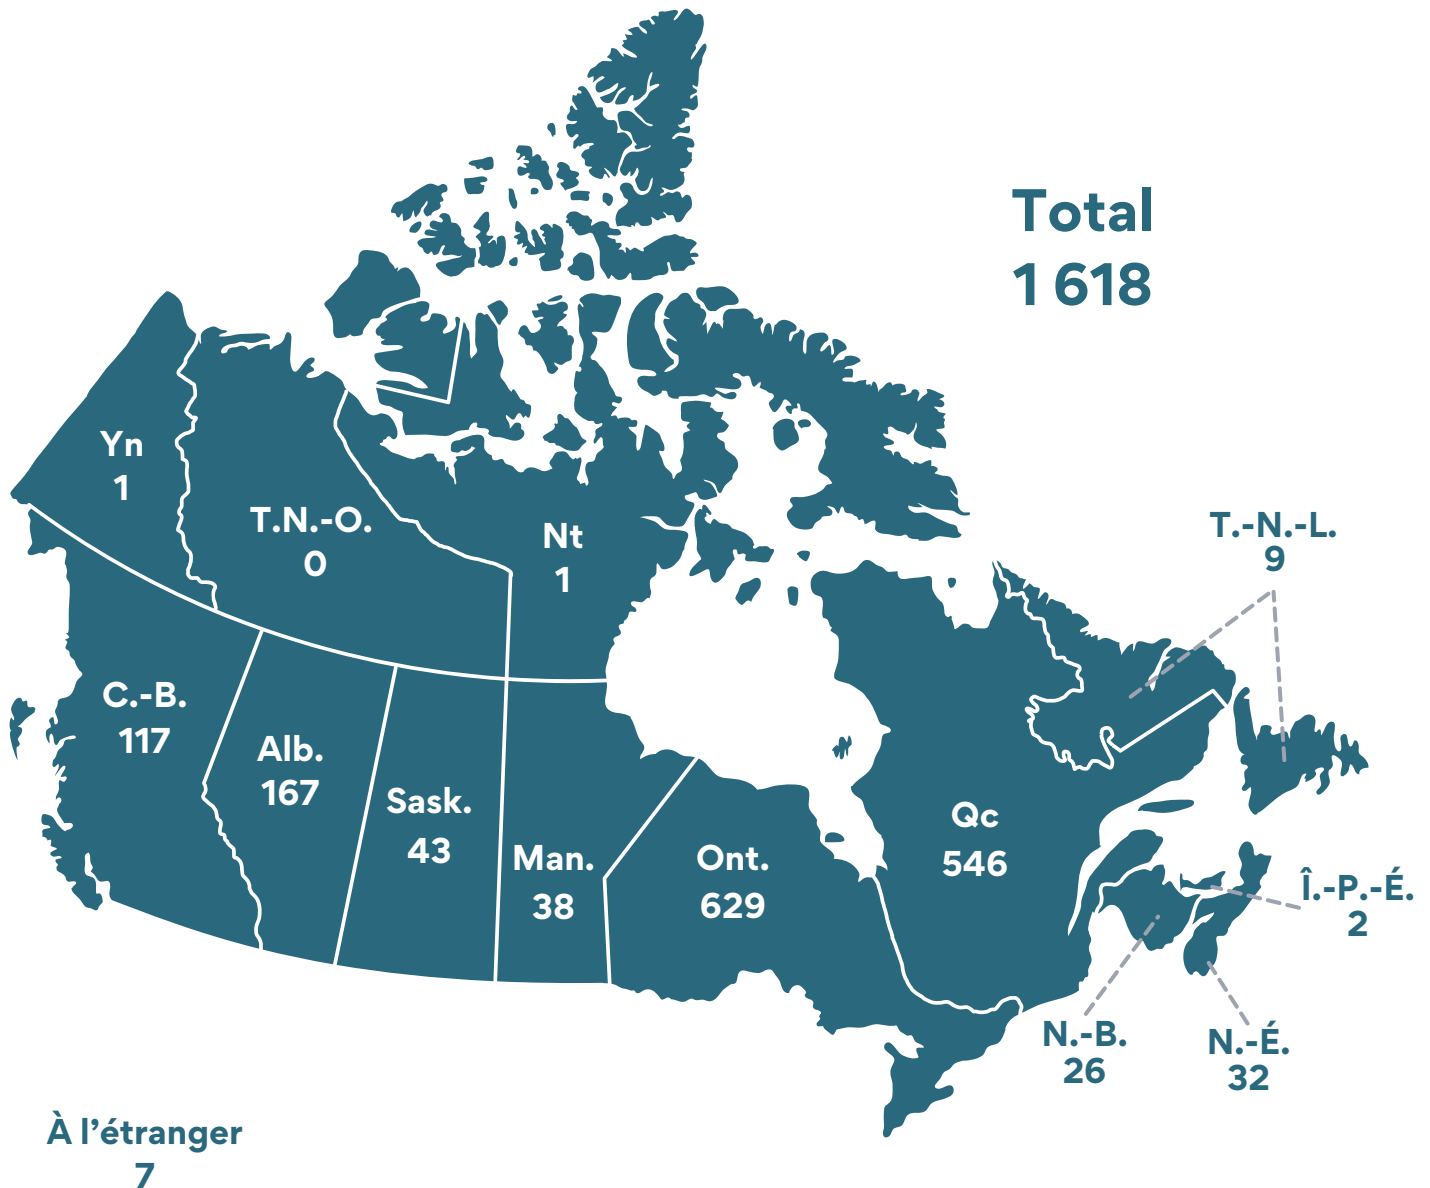 Total
1 618
Yn
1
T.N.-O.
0
Nt
1
T.-N.-L.
9
C.-B.
117
Alb.
167
Sask.
43
Man.
38
Ont.
629
Qc
546
Î.-P.-É.
2
N.-B.
26
N.-É.
32
À l’étranger
7